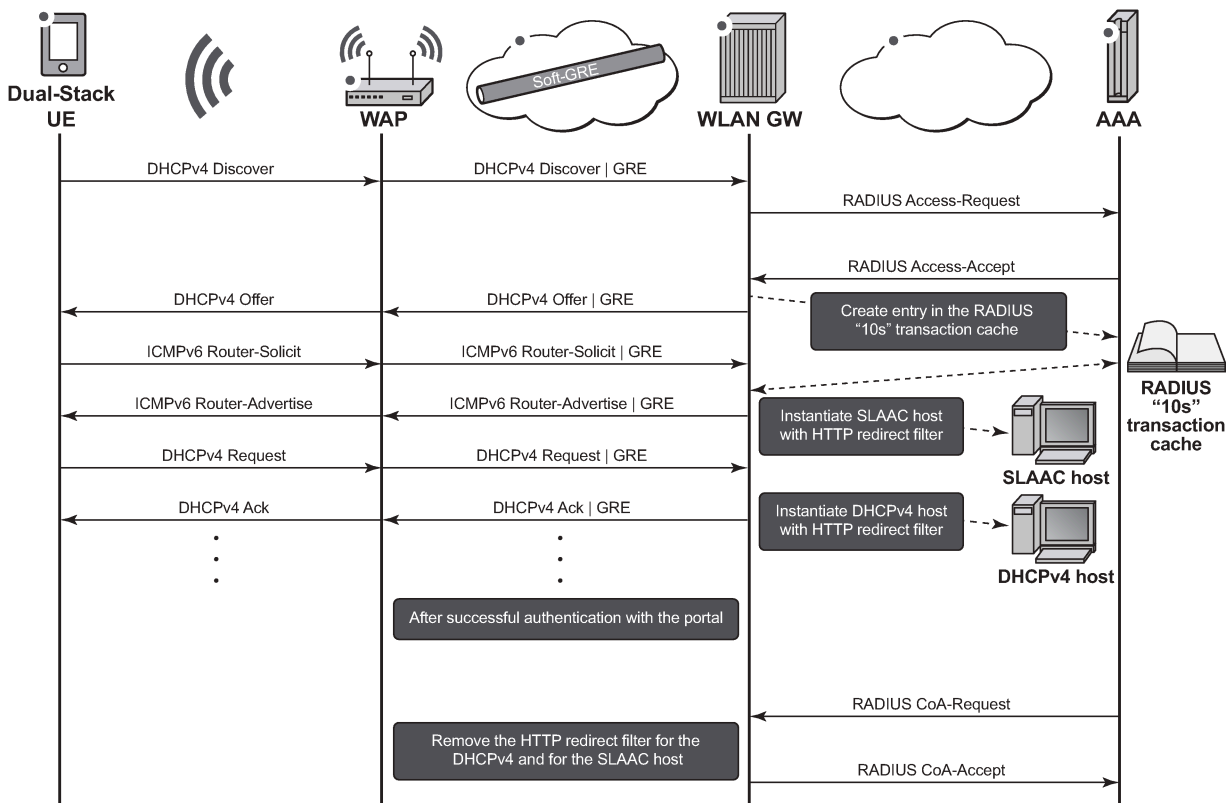 Soft-GRE
Dual-Stack
UE
WAP
WLAN GW
AAA
DHCPv4 Discover
DHCPv4 Discover | GRE
RADIUS Access-Request
RADIUS Access-Accept
DHCPv4 Offer
DHCPv4 Offer | GRE
Create entry in the RADIUS
“10s” transaction cache
ICMPv6 Router-Solicit
ICMPv6 Router-Solicit | GRE
RADIUS
“10s”
transaction
cache
ICMPv6 Router-Advertise
ICMPv6 Router-Advertise | GRE
Instantiate SLAAC host
with HTTP redirect filter
SLAAC host
DHCPv4 Request
DHCPv4 Request | GRE
DHCPv4 Ack
DHCPv4 Ack | GRE
Instantiate DHCPv4 host
with HTTP redirect filter
DHCPv4 host
After successful authentication with the portal
RADIUS CoA-Request
Remove the HTTP redirect filter for the
DHCPv4 and for the SLAAC host
RADIUS CoA-Accept